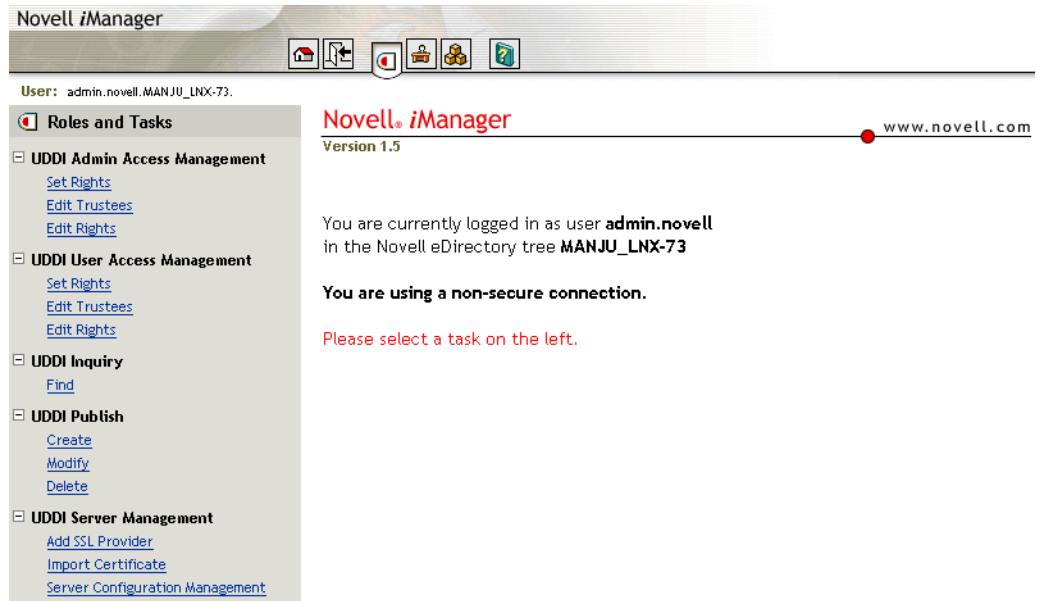 Novell iManager
User: admin.novell.MANJU_LNX-73.
Roles and Tasks
UDDI Admin Access Management
Set Rights
Edit Trustees
Edit Rights
UDDI User Access Management
Set Rights
Edit Trustees
Edit Rights
UDDI Inquiry
Find
UDDI Publish
Create
Modify
Delete
UDDI Server Management
Add SSL Provider
Import Certificate
Server Configuration Management
Novell® iManager
www.novell.com
Version 1.5
You are currently logged in as user admin.novell
in the Novell eDirectory tree MANJU_LNX-73
You are using a non-secure connection.
Please select a task on the left.